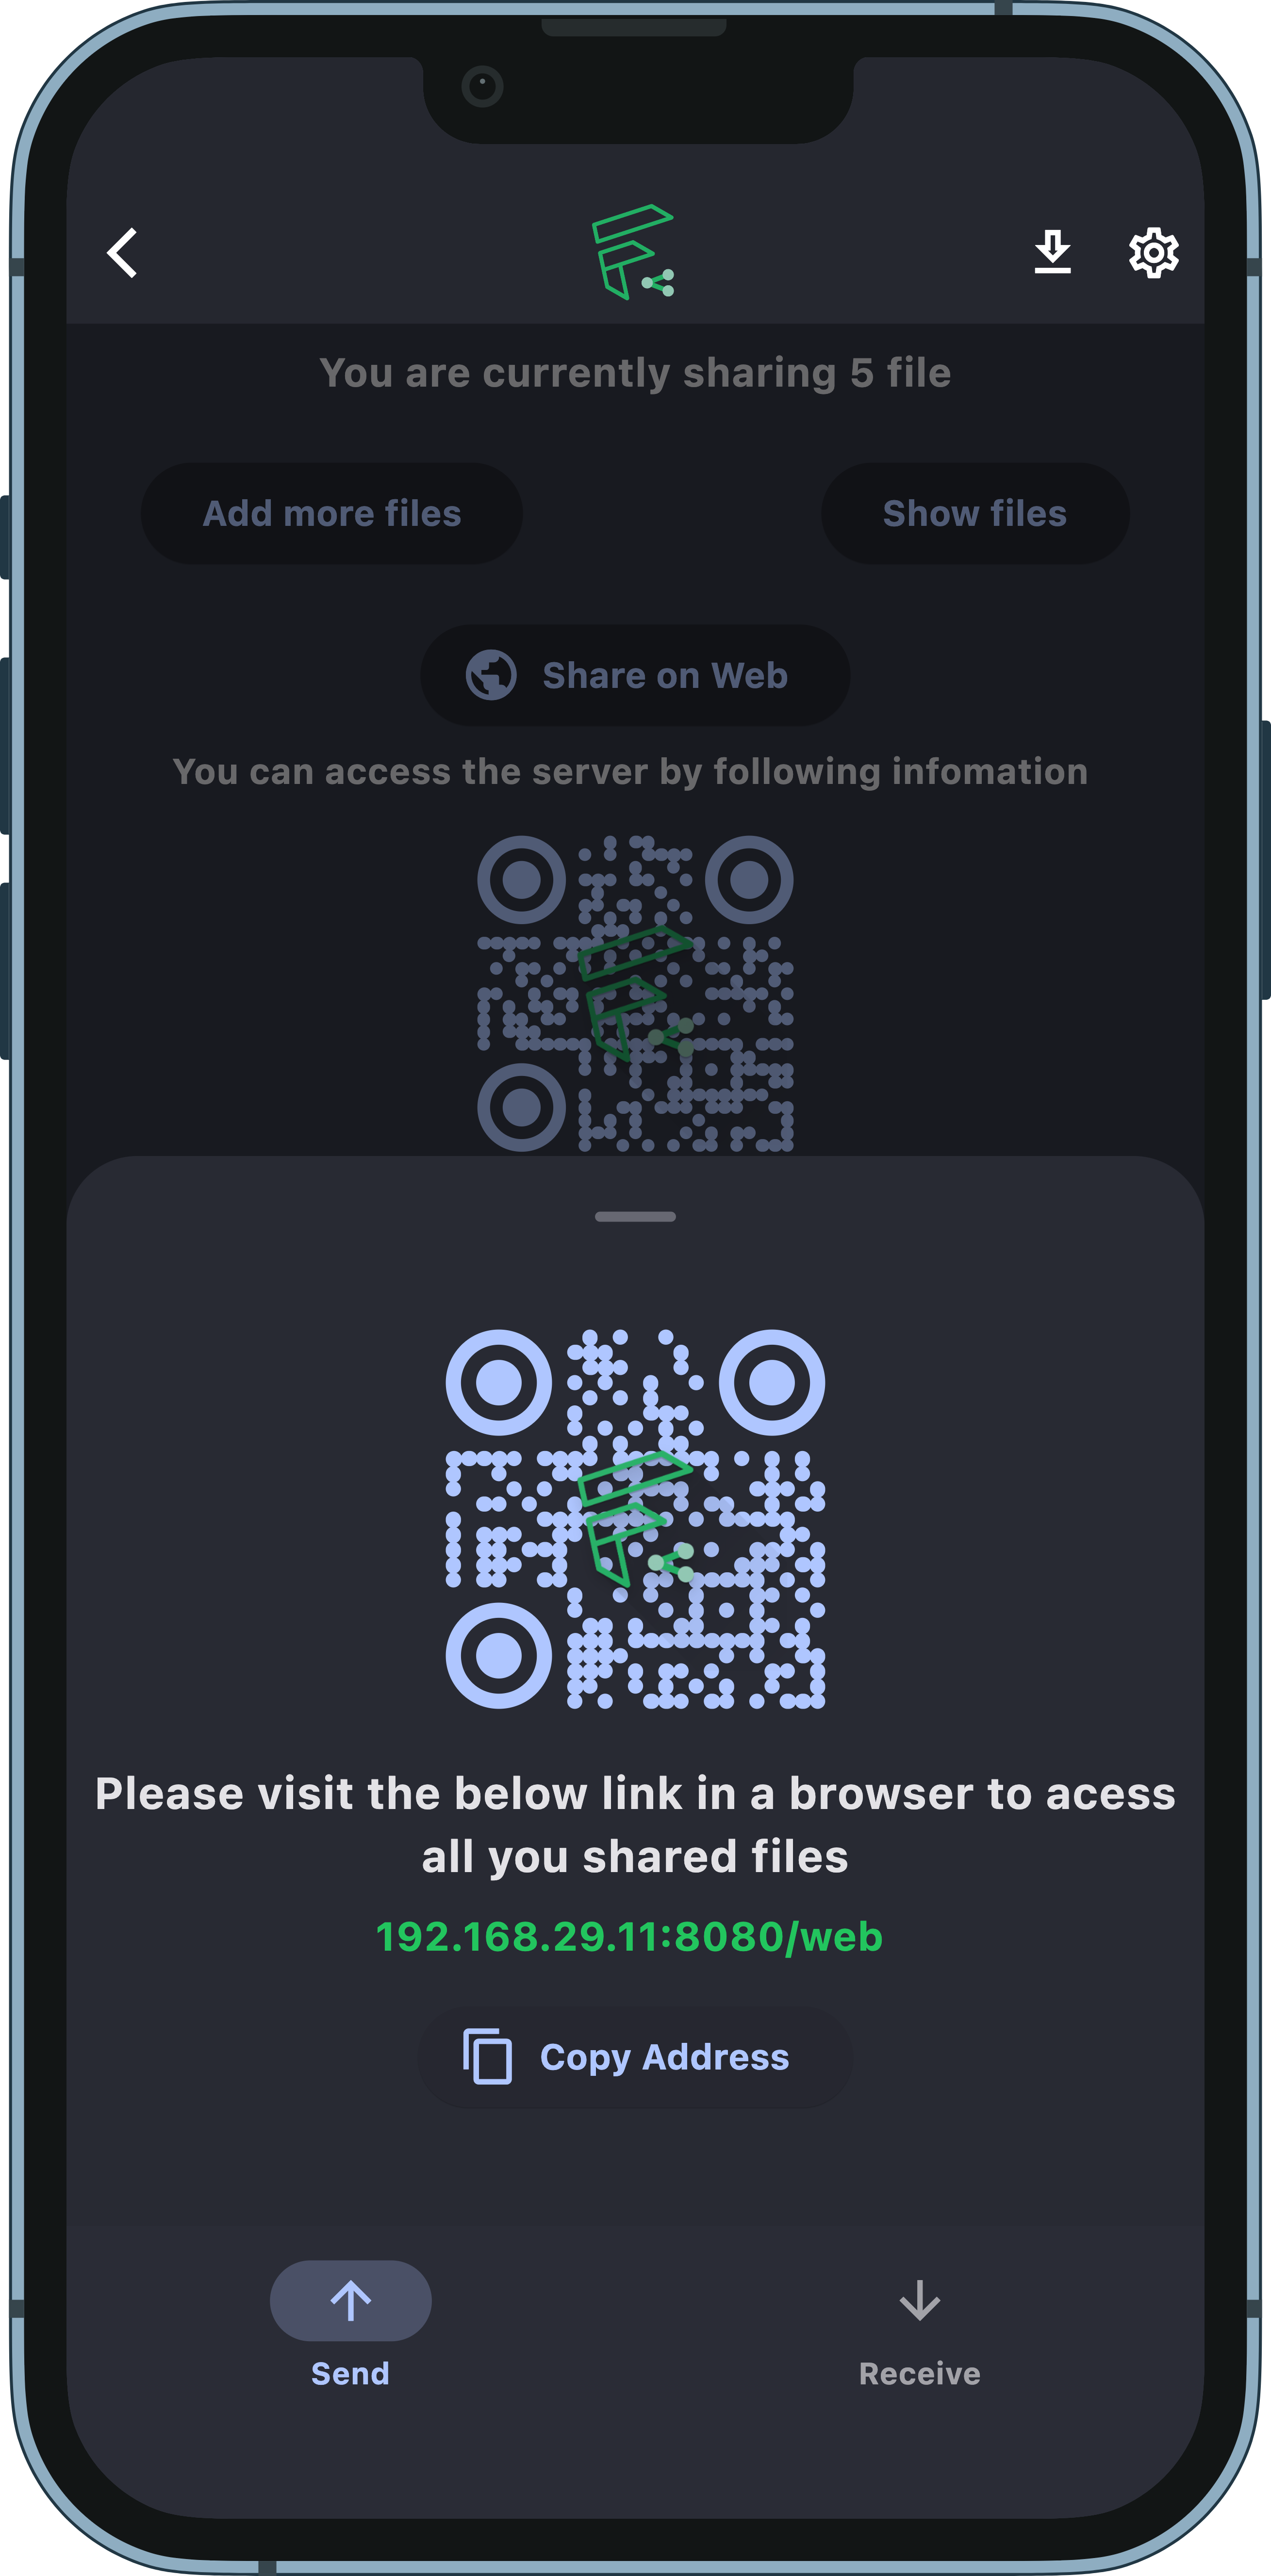 You are currently sharing 5 file
Add more files
Show files
Share on Web
You can access the server by following infomation
Please visit the below link in a browser to acess
all you shared files
192.168.29.11:8080/web
Copy Address
Send
Receive